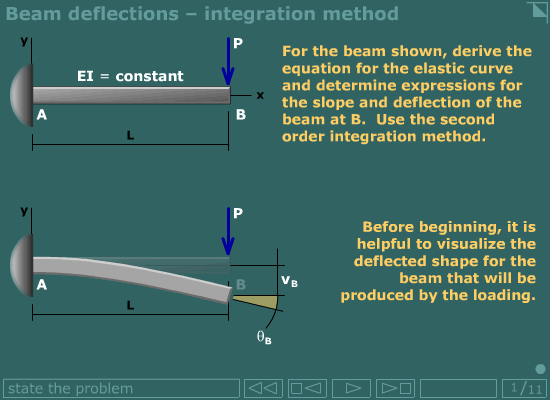 Beam deflections – integration method
y
P
EI = constant
x
A
B
L
For the beam shown, derive the
equation for the elastic curve
and determine expressions for
the slope and deflection of the
beam at B.  Use the second
order integration method.
y
P
A
B
vB
L
θB
Before beginning, it is
helpful to visualize the
deflected shape for the
beam that will be
produced by the loading.
state the problem
1/11